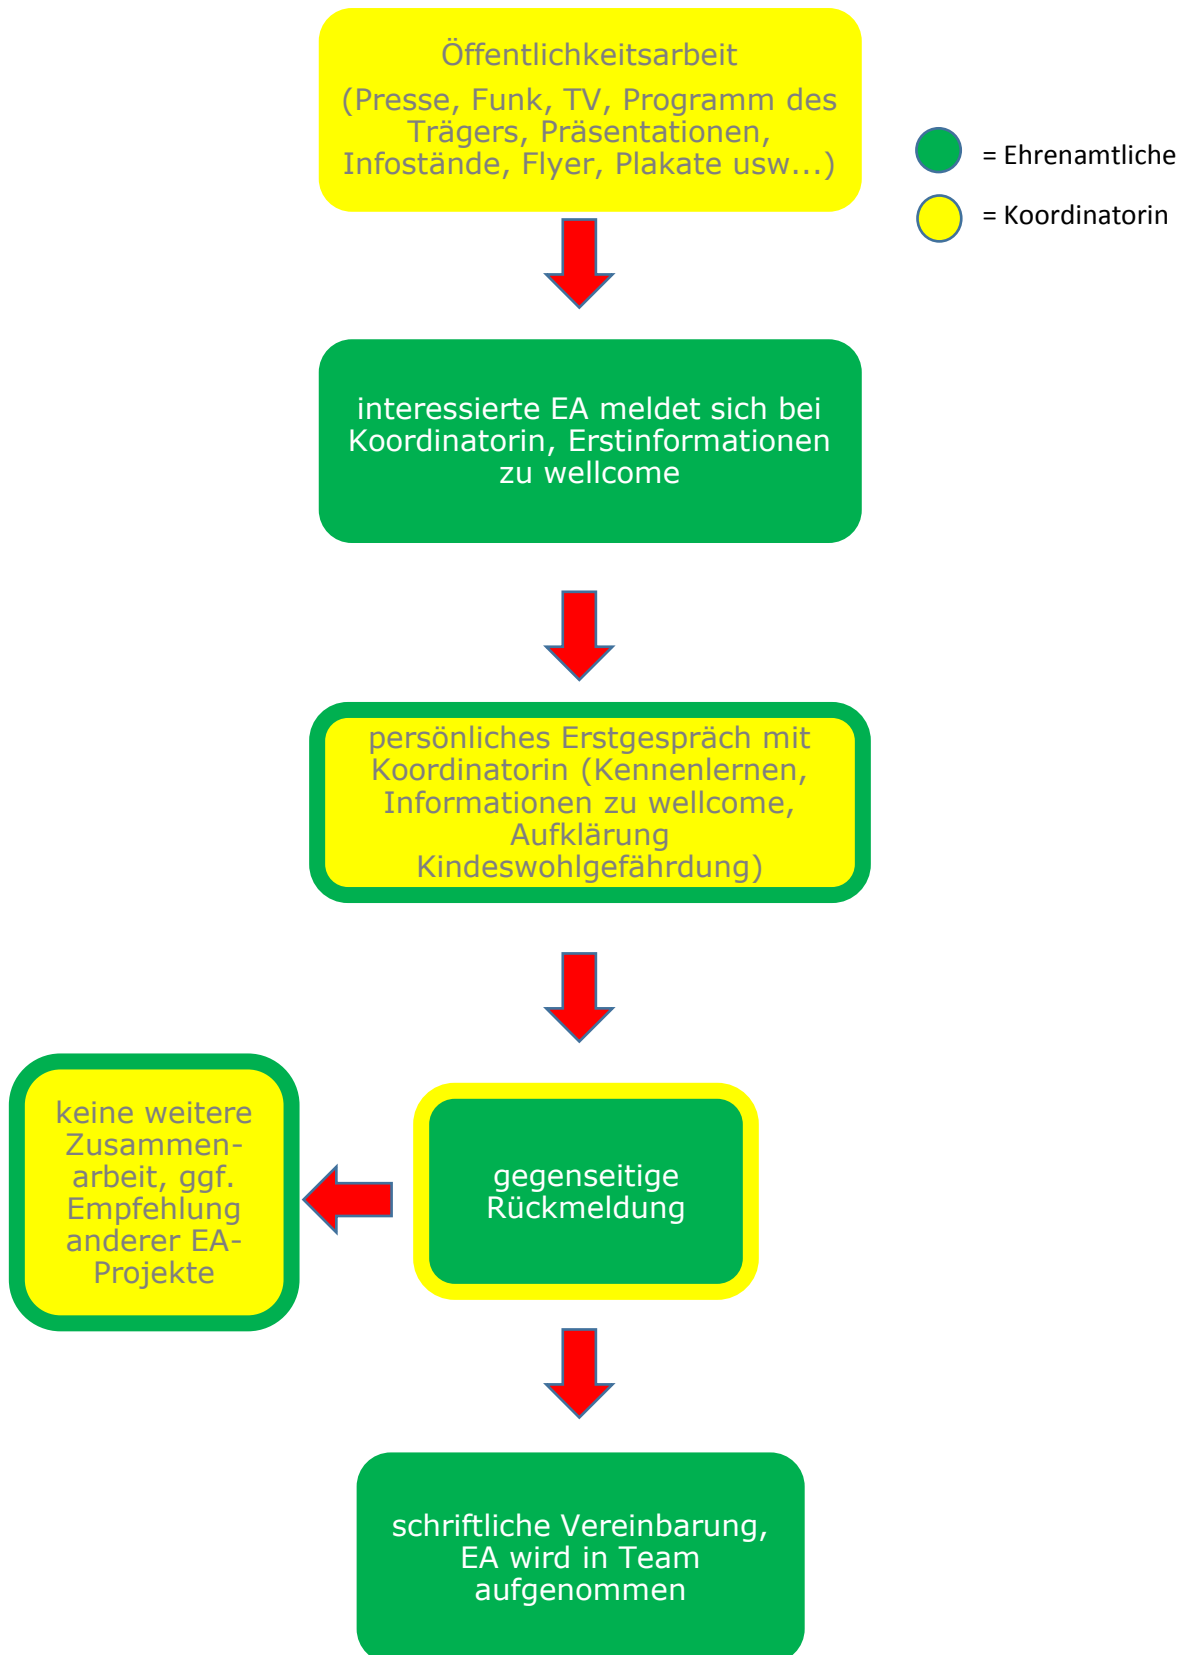 Öffentlichkeitsarbeit
(Presse, Funk, TV, Programm des
Trägers, Präsentationen,
Infostände, Flyer, Plakate usw...)
= Ehrenamtliche
= Koordinatorin
interessierte EA meldet sich bei
Koordinatorin, Erstinformationen
zu wellcome
persönliches Erstgespräch mit
Koordinatorin (Kennenlernen,
Informationen zu wellcome,
Aufklärung
Kindeswohlgefährdung)
keine weitere
Zusammen-
arbeit, ggf.
Empfehlung
anderer EA-
Projekte
gegenseitige
Rückmeldung
schriftliche Vereinbarung,
EA wird in Team
aufgenommen